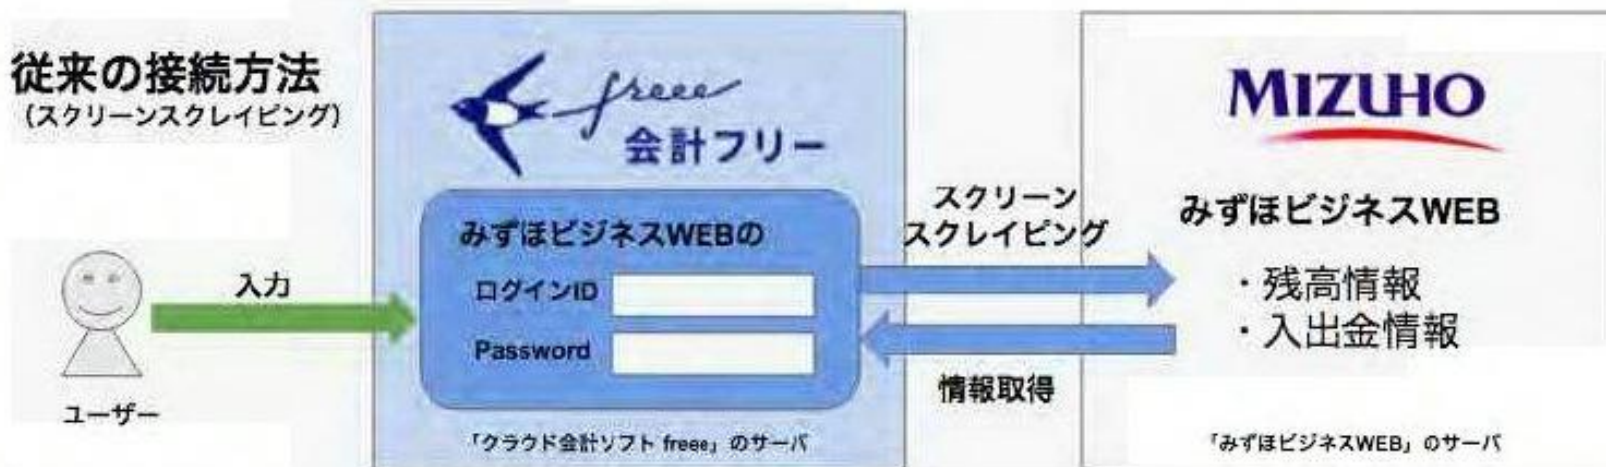 従来の接続方法
(スクリーンスクレイピング)
freee
会計フリー
MIZUHO
みずほビジネスWEBの
ログインID
Password
入力
ユーザー
スクリーン
スクレイピング
情報取得
みずほビジネスWEB
・残高情報
・入出金情報
「クラウド会計ソフト freee」のサーバ
「みずほビジネスWEB」のサーバ